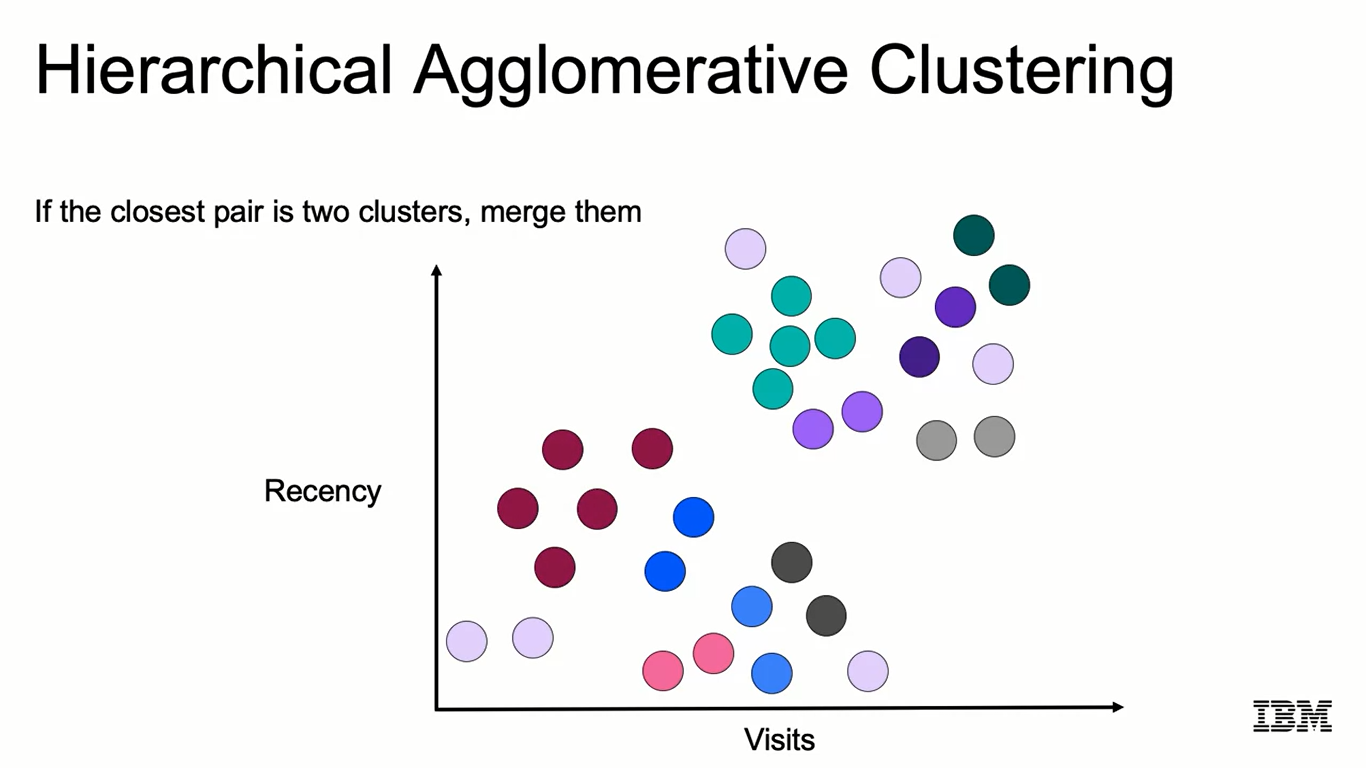 Hierarchical Agglomerative Clustering
If the closest pair is two clusters, merge them
Recency
Visits
IBM